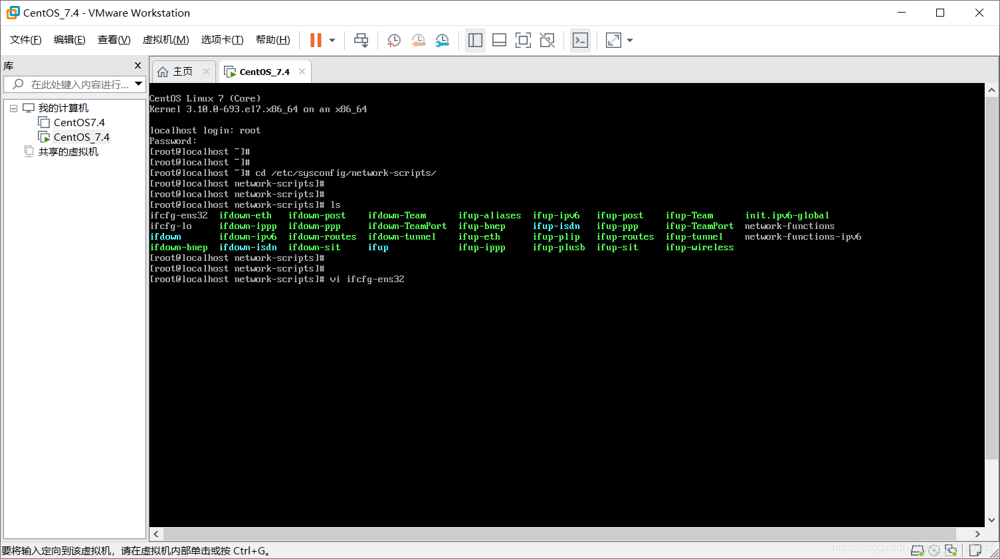 CentOS_7.4 - VMware Workstation
文件(F) 编辑(E) 查看(V) 虚拟机(M) 选项卡(T) 帮助(H)
库
在此处键入内容进行...
我的计算机
CentOS7.4
CentOS_7.4
共享的虚拟机
主页 CentOS_7.4
CentOS Linux 7 (Core)
Kernel 3.10.0-693.el7.x86_64 on an x86_64
localhost login: root
Password:
[root@localhost ~]#
[root@localhost ~]#
[root@localhost ~]# cd /etc/sysconfig/network-scripts/
[root@localhost network-scripts]#
[root@localhost network-scripts]#
[root@localhost network-scripts]# ls
ifcfg-ens32 ifdown-eth ifdown-post ifdown-Team ifup-aliases ifup-ipv6 ifup-post ifup-Team init.ipv6-global
ifcfg-lo ifdown-ippp ifdown-ppp ifdown-TeamPort ifup-bnep ifup-isdn ifup-ppp ifup-TeamPort network-functions
ifdown ifdown-ipv6 ifdown-routes ifdown-tunnel ifup-eth ifup-plip ifup-routes ifup-tunnel network-functions-ipv6
ifdown-bnep ifdown-isdn ifdown-sit ifup ifup-ippp ifup-plusb ifup-sit ifup-wireless
[root@localhost network-scripts]#
[root@localhost network-scripts]#
[root@localhost network-scripts]# vi ifcfg-ens32
要将输入定向到该虚拟机，请在虚拟机内部单击或按 Ctrl+G。